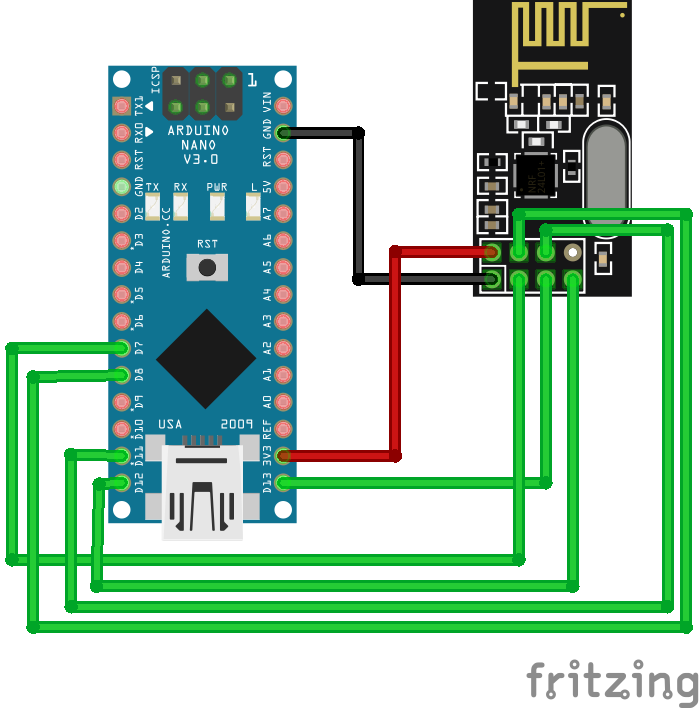 ICSP
1
TX1
RX0
RST
GND
D2
D3
D4
D5
D6
D7
D8
D9
D10
D11
D12
ARDUINO
NANO
V3.0
TX
RX
PWR
L
ARDUINO.CC
RST
USA
2009
VIN
GND
RST
5V
A7
A6
A5
A4
A3
A2
A1
A0
REF
3V3
D13
NRF
24L01+
fritzing